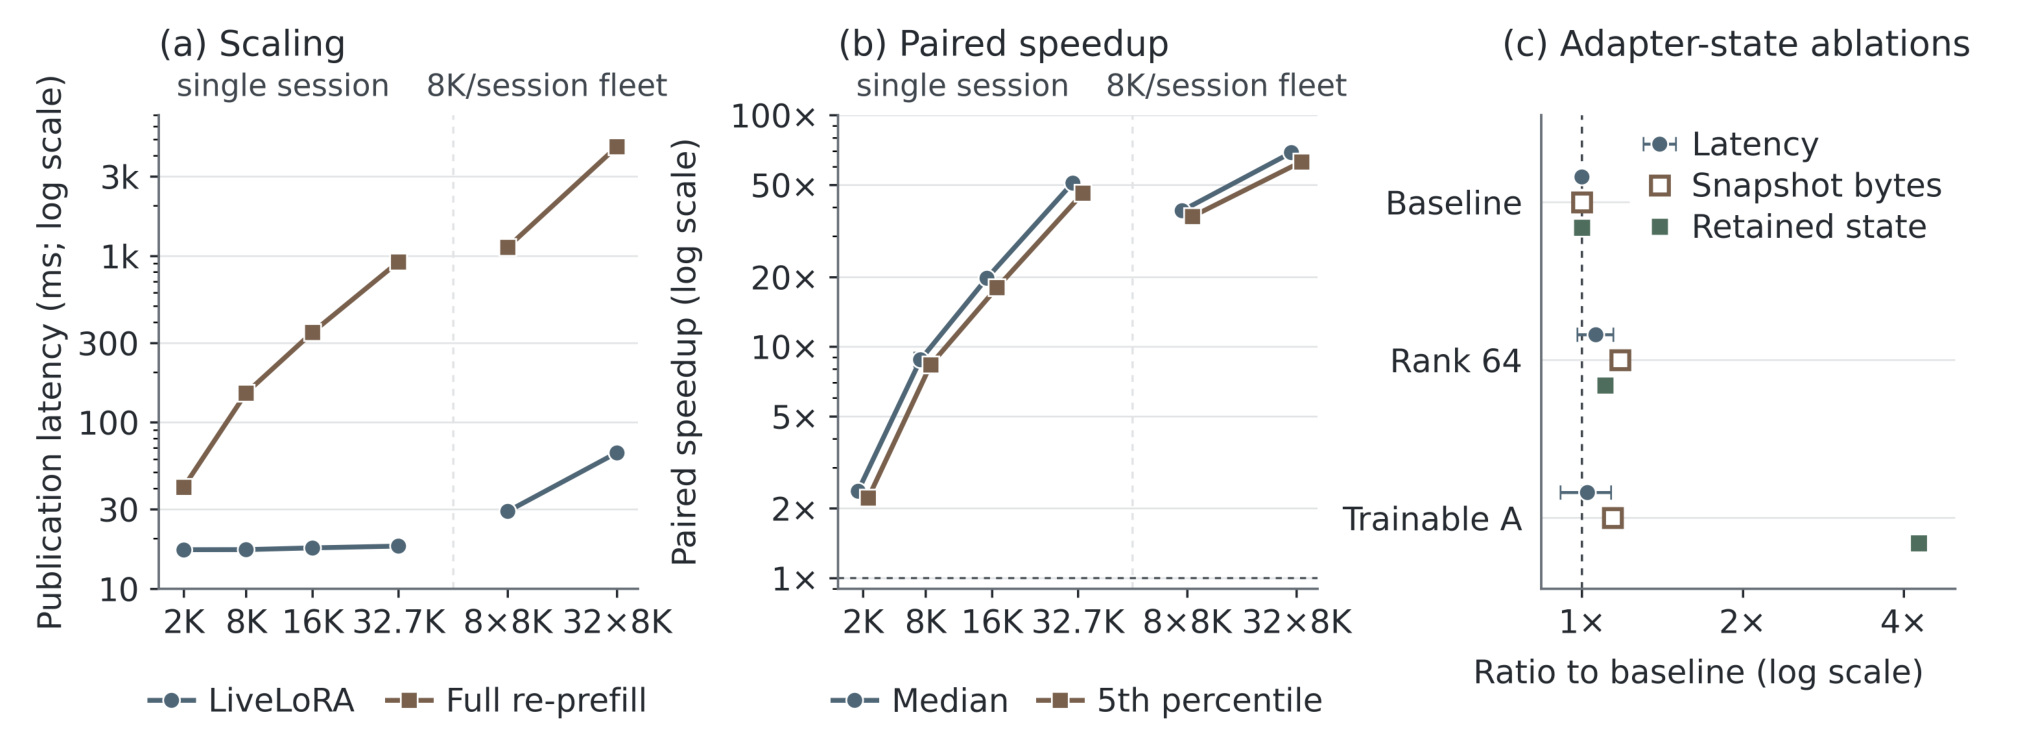 (a) Scaling
single session
8K/session fleet
Publication latency (ms; log scale)
3k
1k
300
100
30
10
2K 8K 16K 32.7K 8×8K 32×8K
LiveLoRA
Full re-prefill
(b) Paired speedup
single session
8K/session fleet
Paired speedup (log scale)
100×
50×
20×
10×
5×
2×
1×
2K 8K 16K 32.7K 8×8K 32×8K
Median
5th percentile
(c) Adapter-state ablations
Latency
Snapshot bytes
Retained state
Baseline
Rank 64
Trainable A
1× 2× 4×
Ratio to baseline (log scale)